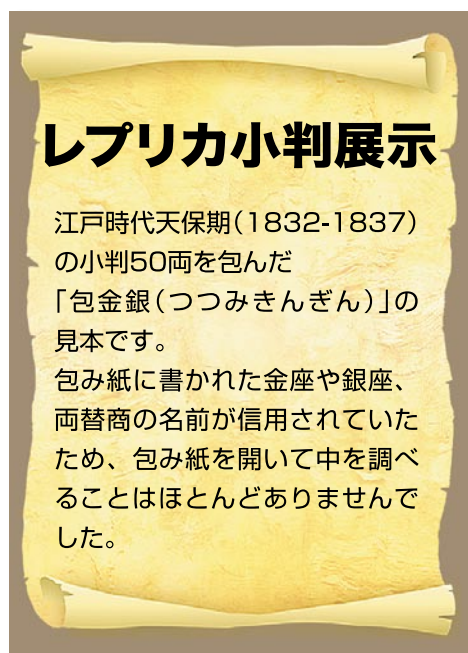 レプリカ小判展示
江戸時代天保期（1832-1837）
の小判50両を包んだ
「包金銀（つつみきんぎん）」の
見本です。
包み紙に書かれた金座や銀座、
両替商の名前が信用されていた
ため、包み紙を開いて中を調べ
ることはほとんどありませんで
した。